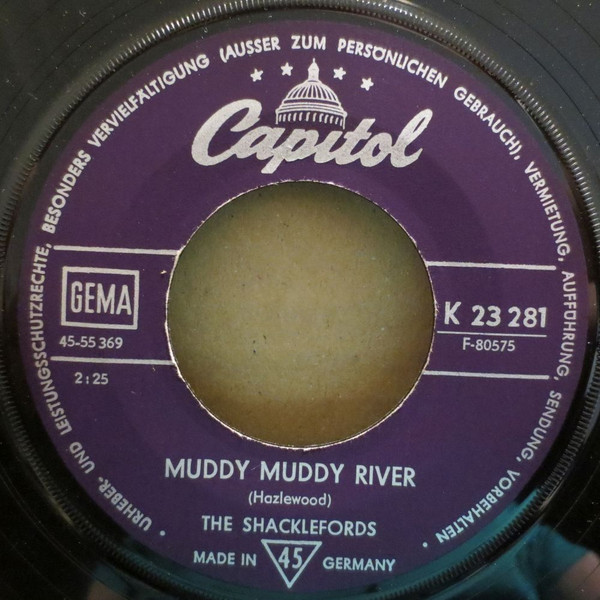 URHEBER- UND LEISTUNGSSCHUTZRECHTE, BESONDERS VERVIELFÄLTIGUNG (AUSSER ZUM PERSÖNLICHEN GEBRAUCH), VERMIETUNG, AUFFÜHRUNG, SENDUNG, VORBEHALTEN
Capitol
GEMA
45-55 369
2:25
K 23 281
F-80575
MUDDY MUDDY RIVER
(Hazlewood)
THE SHACKLEFORDS
MADE IN 45 GERMANY